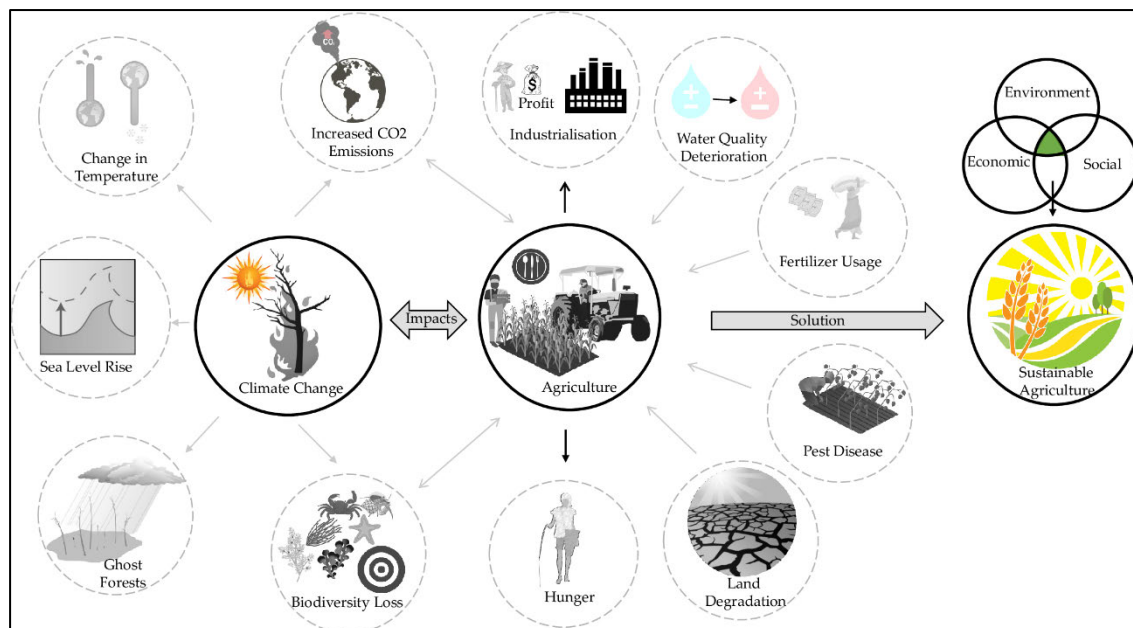 CO2
Increased CO2
Emissions
Profit
$
Industrialisation
Water Quality
Deterioration
Environment
Economic
Social
Change in
Temperature
Fertilizer Usage
Sea Level Rise
Climate Change
Impacts
Agriculture
Solution
Sustainable
Agriculture
Pest Disease
Ghost
Forests
Biodiversity Loss
Hunger
Land
Degradation